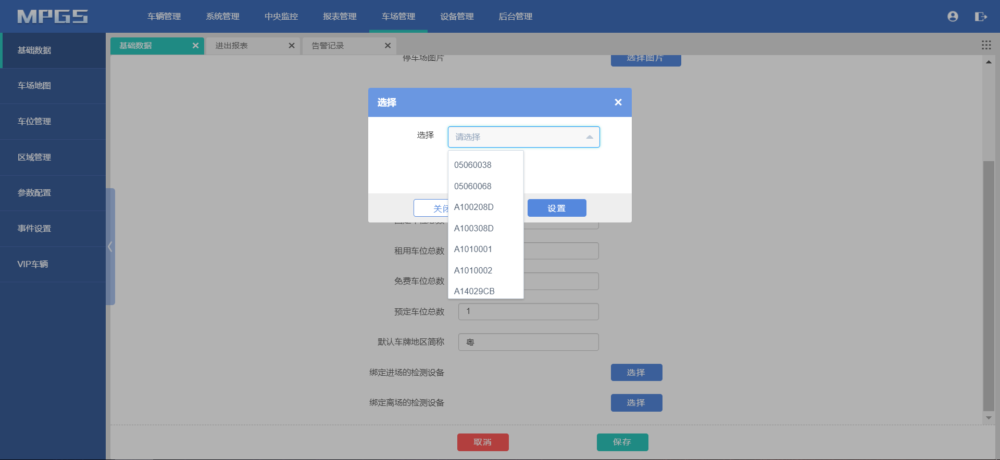 MPGS
车辆管理
系统管理
中央监控
报表管理
车场管理
设备管理
后台管理
基础数据
车场地图
车位管理
区域管理
参数配置
事件设置
VIP车辆
基础数据
进出报表
告警记录
停车场图片
选择图片
选择
选择
请选择
05060038
05060068
A100208D
A100308D
A1010001
A1010002
A14029CB
关闭
设置
固定车位总数
租用车位总数
免费车位总数
预定车位总数
1
默认车牌地区简称
粤
绑定进场的检测设备
选择
绑定离场的检测设备
选择
取消
保存